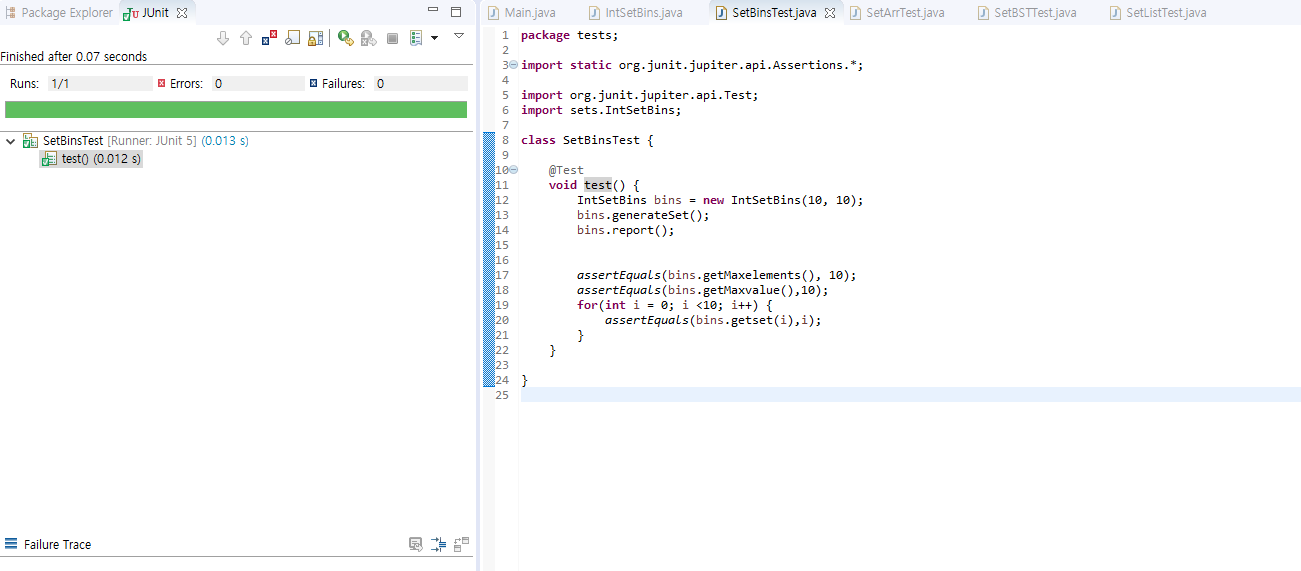 Package Explorer JUnit
Finished after 0.07 seconds
Runs: 1/1 Errors: 0 Failures: 0
SetBinsTest [Runner: JUnit 5] (0.013 s)
test() (0.012 s)
Failure Trace
Main.java IntSetBins.java SetBinsTest.java SetArrTest.java SetBSTTest.java SetListTest.java
1 package tests;
2
3 import static org.junit.jupiter.api.Assertions.*;
4
5 import org.junit.jupiter.api.Test;
6 import sets.IntSetBins;
7
8 class SetBinsTest {
9
10     @Test
11     void test() {
12         IntSetBins bins = new IntSetBins(10, 10);
13         bins.generateSet();
14         bins.report();
15
16
17         assertEquals(bins.getMaxelements(), 10);
18         assertEquals(bins.getMaxvalue(),10);
19         for(int i = 0; i <10; i++) {
20             assertEquals(bins.getset(i),i);
21         }
22     }
23
24 }
25